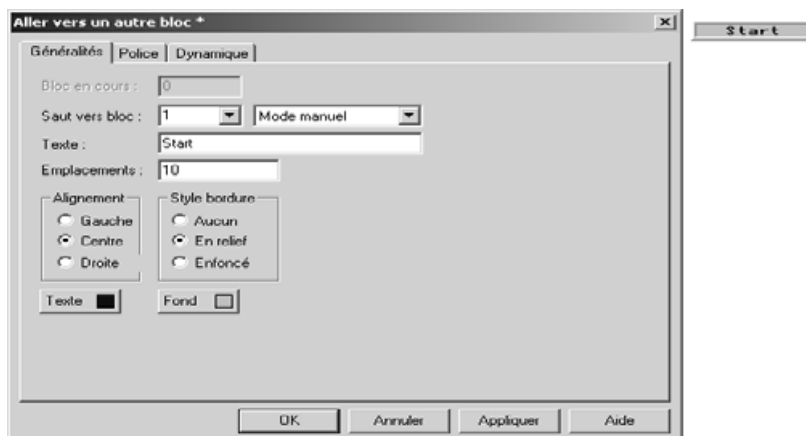 Aller vers un autre bloc *
Start
Généralités Police Dynamique
Bloc en cours : 0
Saut vers bloc : 1 Mode manuel
Texte : Start
Emplacements : 10
Alignement Style bordure
Gauche Aucun
Centre En relief
Droite Enfoncé
Texte Fond
OK Annuler Appliquer Aide